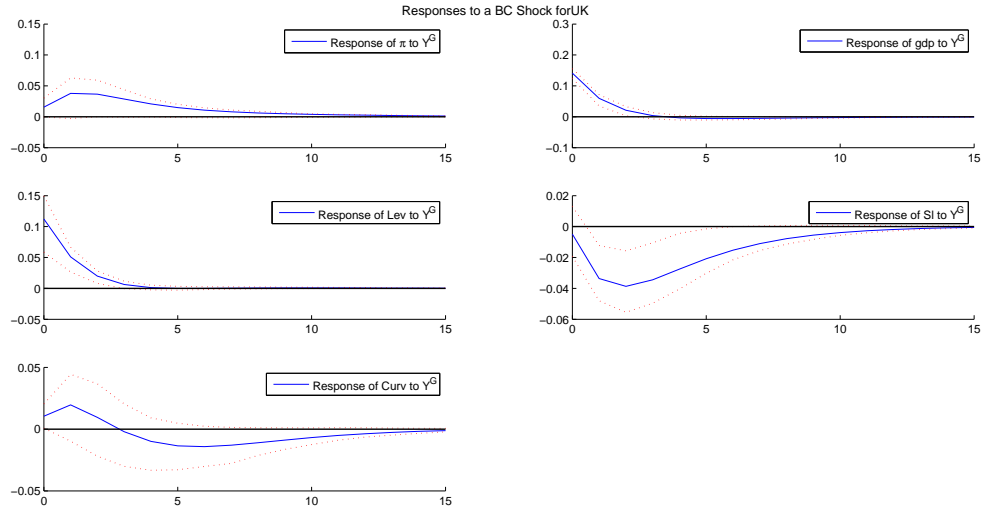 Responses to a BC Shock forUK
0.15
0.1
0.05
0
−0.05
0 5 10 15
Response of π to Y^G
0.3
0.2
0.1
0
−0.1
0 5 10 15
Response of gdp to Y^G
0.15
0.1
0.05
0
−0.05
0 5 10 15
Response of Lev to Y^G
0.02
0
−0.02
−0.04
−0.06
0 5 10 15
Response of Sl to Y^G
0.05
0
−0.05
0 5 10 15
Response of Curv to Y^G